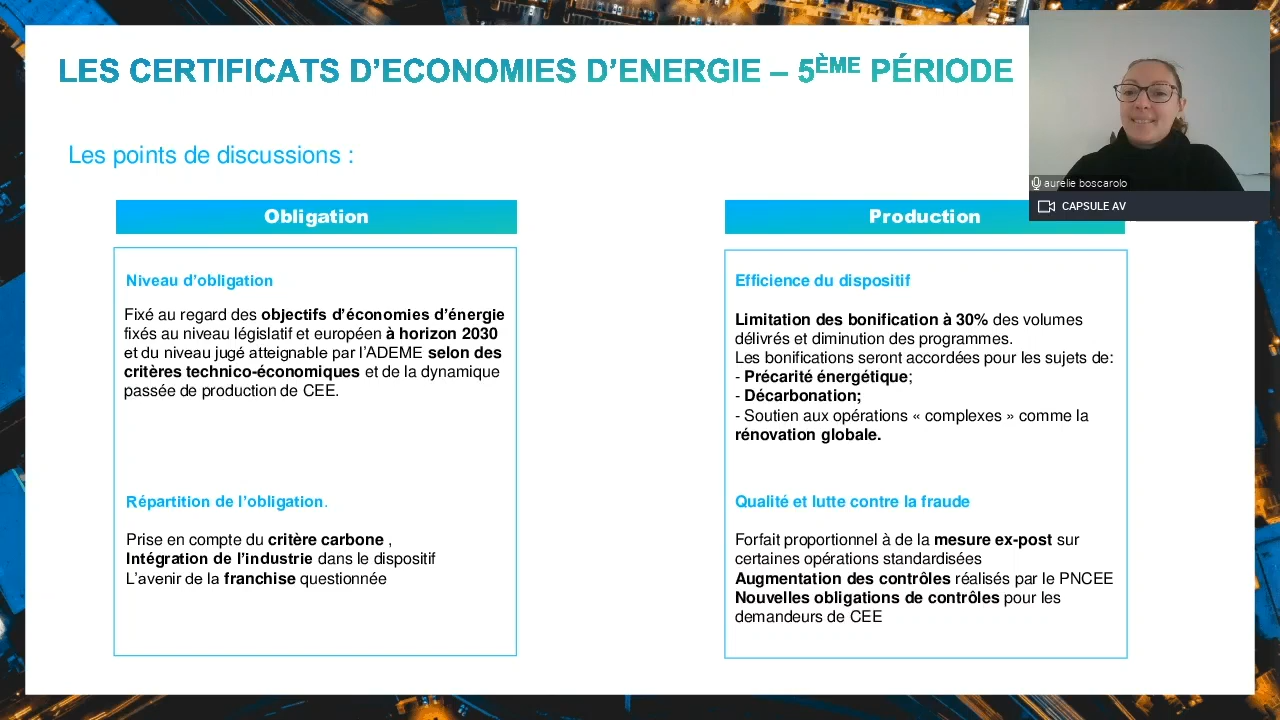 LES CERTIFICATS D’ECONOMIES D’ENERGIE – 5ÈME PÉRIODE
Les points de discussions :
Obligation
Niveau d’obligation
Fixé au regard des objectifs d’économies d’énergie
fixés au niveau législatif et européen à horizon 2030
et du niveau jugé atteignable par l’ADEME selon des
critères technico-économiques et de la dynamique
passée de production de CEE.
Répartition de l’obligation.
Prise en compte du critère carbone ,
Intégration de l’industrie dans le dispositif
L’avenir de la franchise questionnée
Production
Efficience du dispositif
Limitation des bonification à 30% des volumes
délivrés et diminution des programmes.
Les bonifications seront accordées pour les sujets de:
- Précarité énergétique;
- Décarbonation;
- Soutien aux opérations « complexes » comme la
rénovation globale.
Qualité et lutte contre la fraude
Forfait proportionnel à de la mesure ex-post sur
certaines opérations standardisées
Augmentation des contrôles réalisés par le PNCEE
Nouvelles obligations de contrôles pour les
demandeurs de CEE
aurelie boscarolo
CAPSULE AV